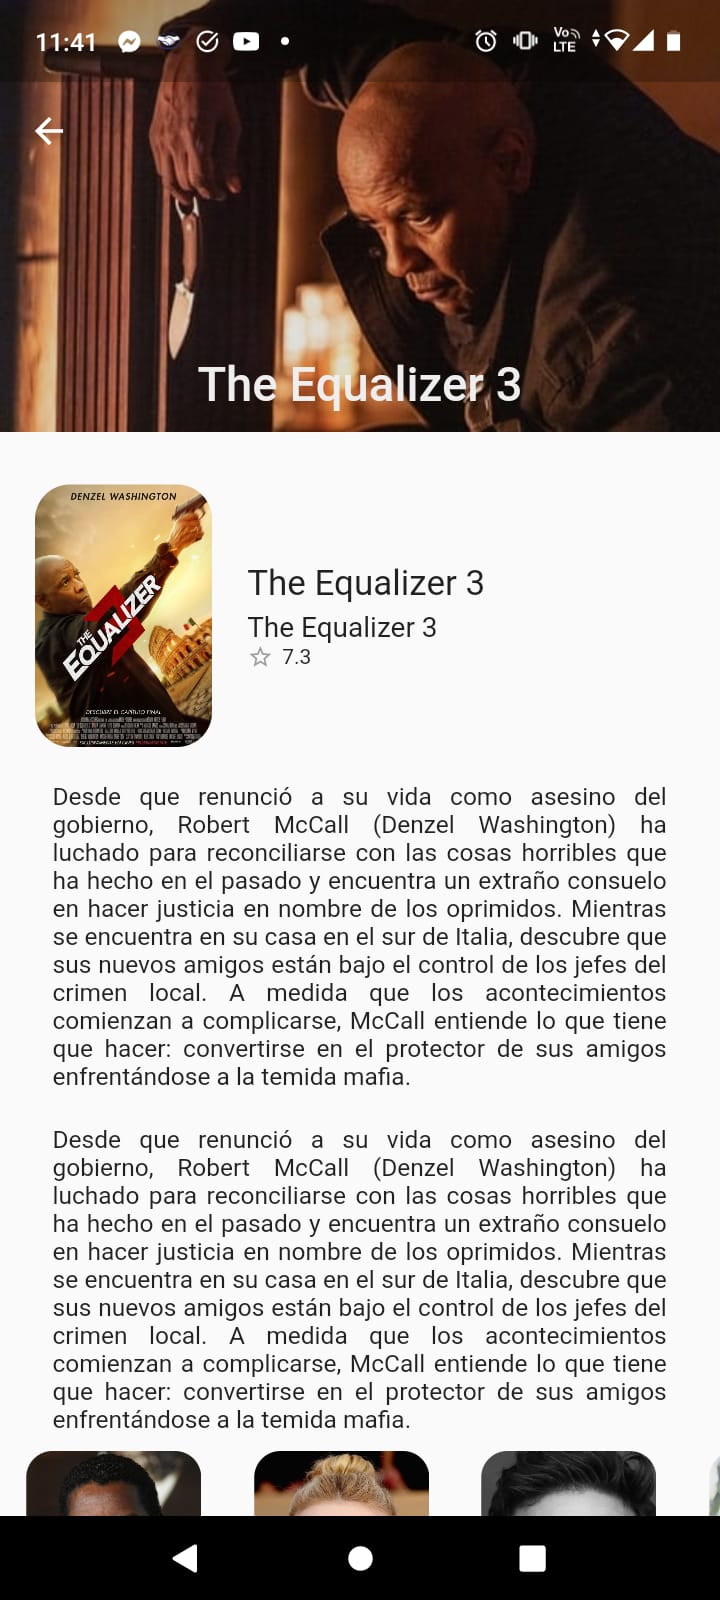 11:41
Vo
LTE
The Equalizer 3
DENZEL WASHINGTON
THE
EQUALIZER
3
DESCUBRE EL CAPÍTULO FINAL
The Equalizer 3
The Equalizer 3
7.3
Desde que renunció a su vida como asesino del
gobierno, Robert McCall (Denzel Washington) ha
luchado para reconciliarse con las cosas horribles que
ha hecho en el pasado y encuentra un extraño consuelo
en hacer justicia en nombre de los oprimidos. Mientras
se encuentra en su casa en el sur de Italia, descubre que
sus nuevos amigos están bajo el control de los jefes del
crimen local. A medida que los acontecimientos
comienzan a complicarse, McCall entiende lo que tiene
que hacer: convertirse en el protector de sus amigos
enfrentándose a la temida mafia.
Desde que renunció a su vida como asesino del
gobierno, Robert McCall (Denzel Washington) ha
luchado para reconciliarse con las cosas horribles que
ha hecho en el pasado y encuentra un extraño consuelo
en hacer justicia en nombre de los oprimidos. Mientras
se encuentra en su casa en el sur de Italia, descubre que
sus nuevos amigos están bajo el control de los jefes del
crimen local. A medida que los acontecimientos
comienzan a complicarse, McCall entiende lo que tiene
que hacer: convertirse en el protector de sus amigos
enfrentándose a la temida mafia.